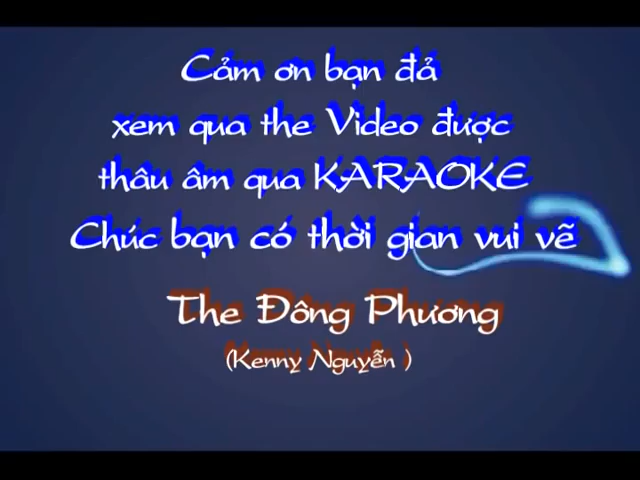 Cảm ơn bạn đả
xem qua the Video được
thâu âm qua KARAOKE
Chúc bạn có thời gian vui vẽ
The Đông Phương
(Kenny Nguyễn )